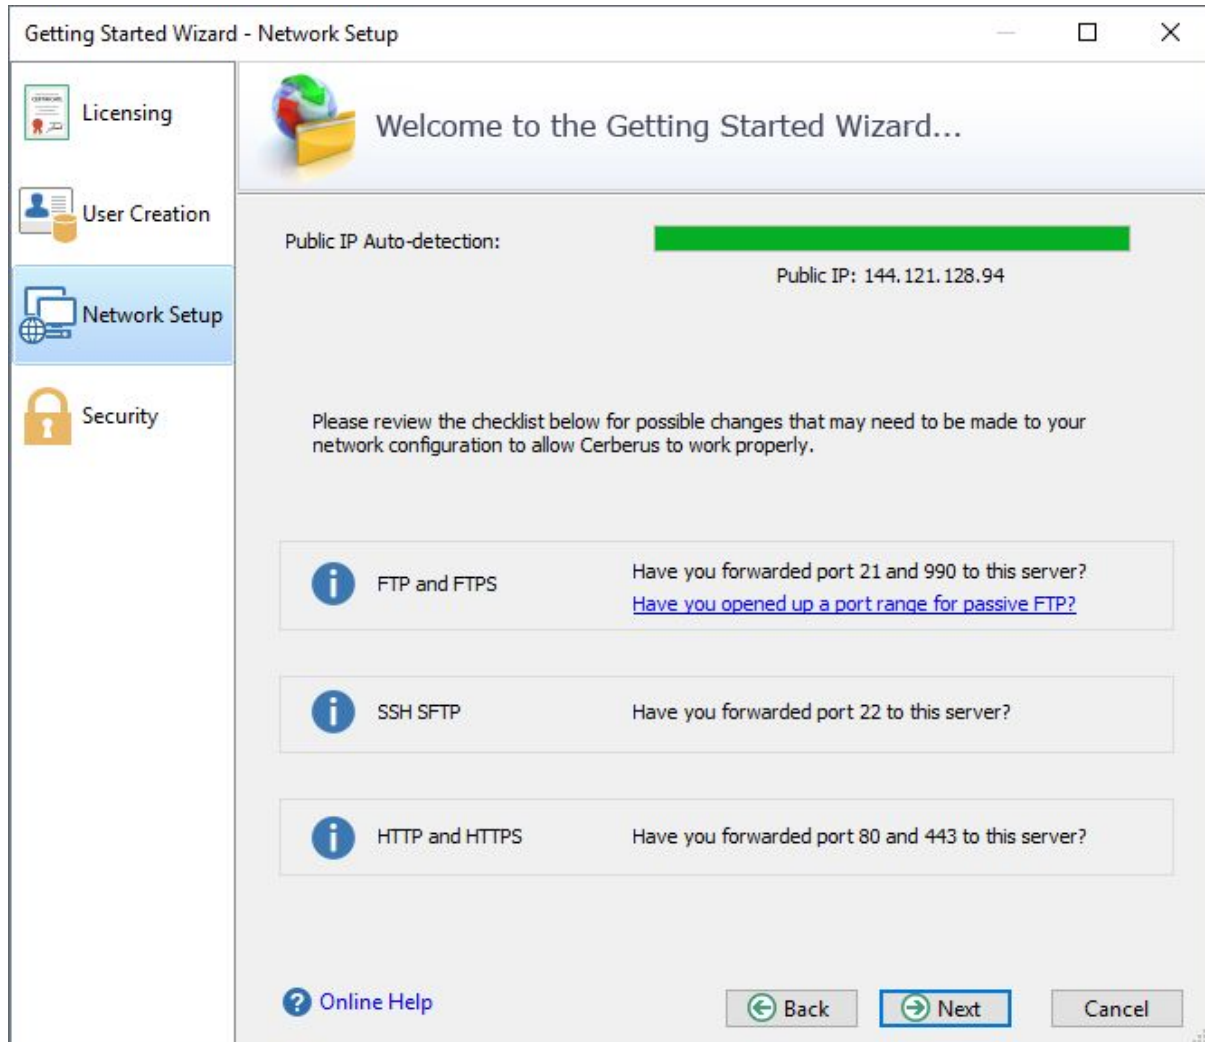 Getting Started Wizard - Network Setup
Licensing
User Creation
Network Setup
Security
Welcome to the Getting Started Wizard...
Public IP Auto-detection:
Public IP: 144.121.128.94
Please review the checklist below for possible changes that may need to be made to your
network configuration to allow Cerberus to work properly.
FTP and FTPS
Have you forwarded port 21 and 990 to this server?
Have you opened up a port range for passive FTP?
SSH SFTP
Have you forwarded port 22 to this server?
HTTP and HTTPS
Have you forwarded port 80 and 443 to this server?
Online Help
Back
Next
Cancel